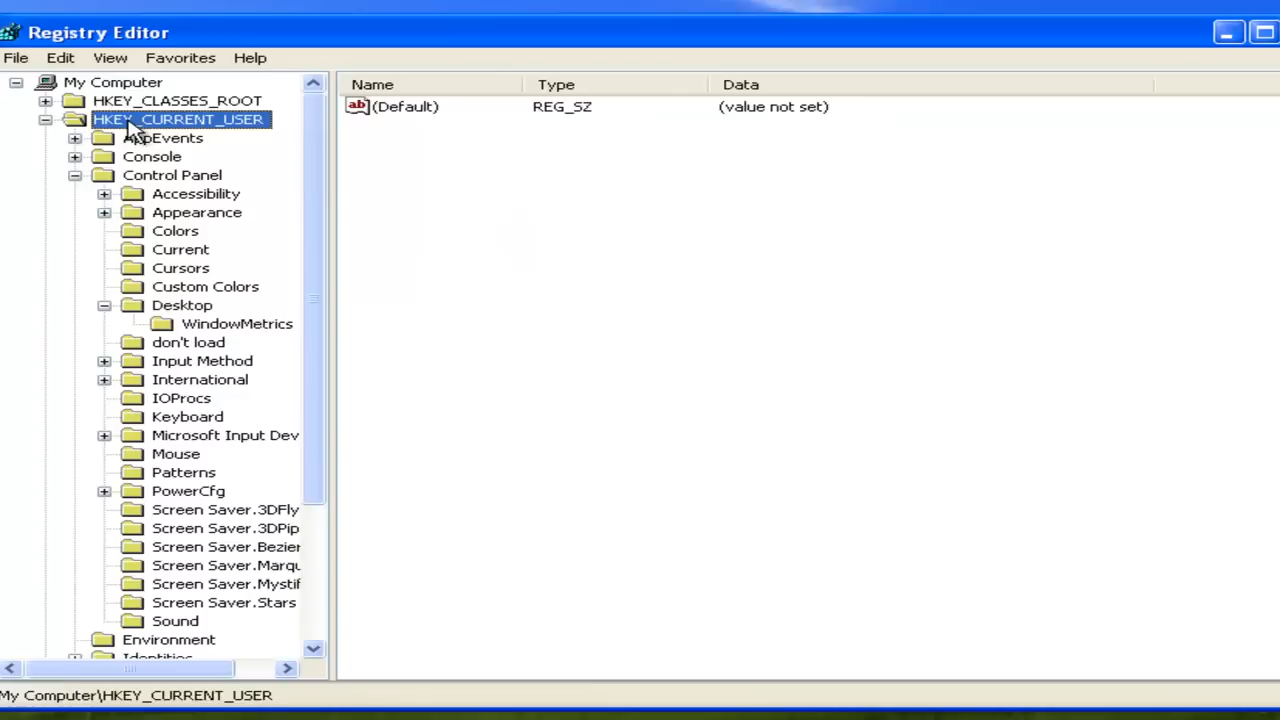 Registry Editor
File Edit View Favorites Help
My Computer
HKEY_CLASSES_ROOT
HKEY_CURRENT_USER
AppEvents
Console
Control Panel
Accessibility
Appearance
Colors
Current
Cursors
Custom Colors
Desktop
WindowMetrics
don't load
Input Method
International
IOProcs
Keyboard
Microsoft Input Dev
Mouse
Patterns
PowerCfg
Screen Saver.3DFly
Screen Saver.3DPip
Screen Saver.Bezier
Screen Saver.Marqu
Screen Saver.Mystif
Screen Saver.Stars
Sound
Environment
Identities
Name Type Data
ab (Default) REG_SZ (value not set)
My Computer\HKEY_CURRENT_USER